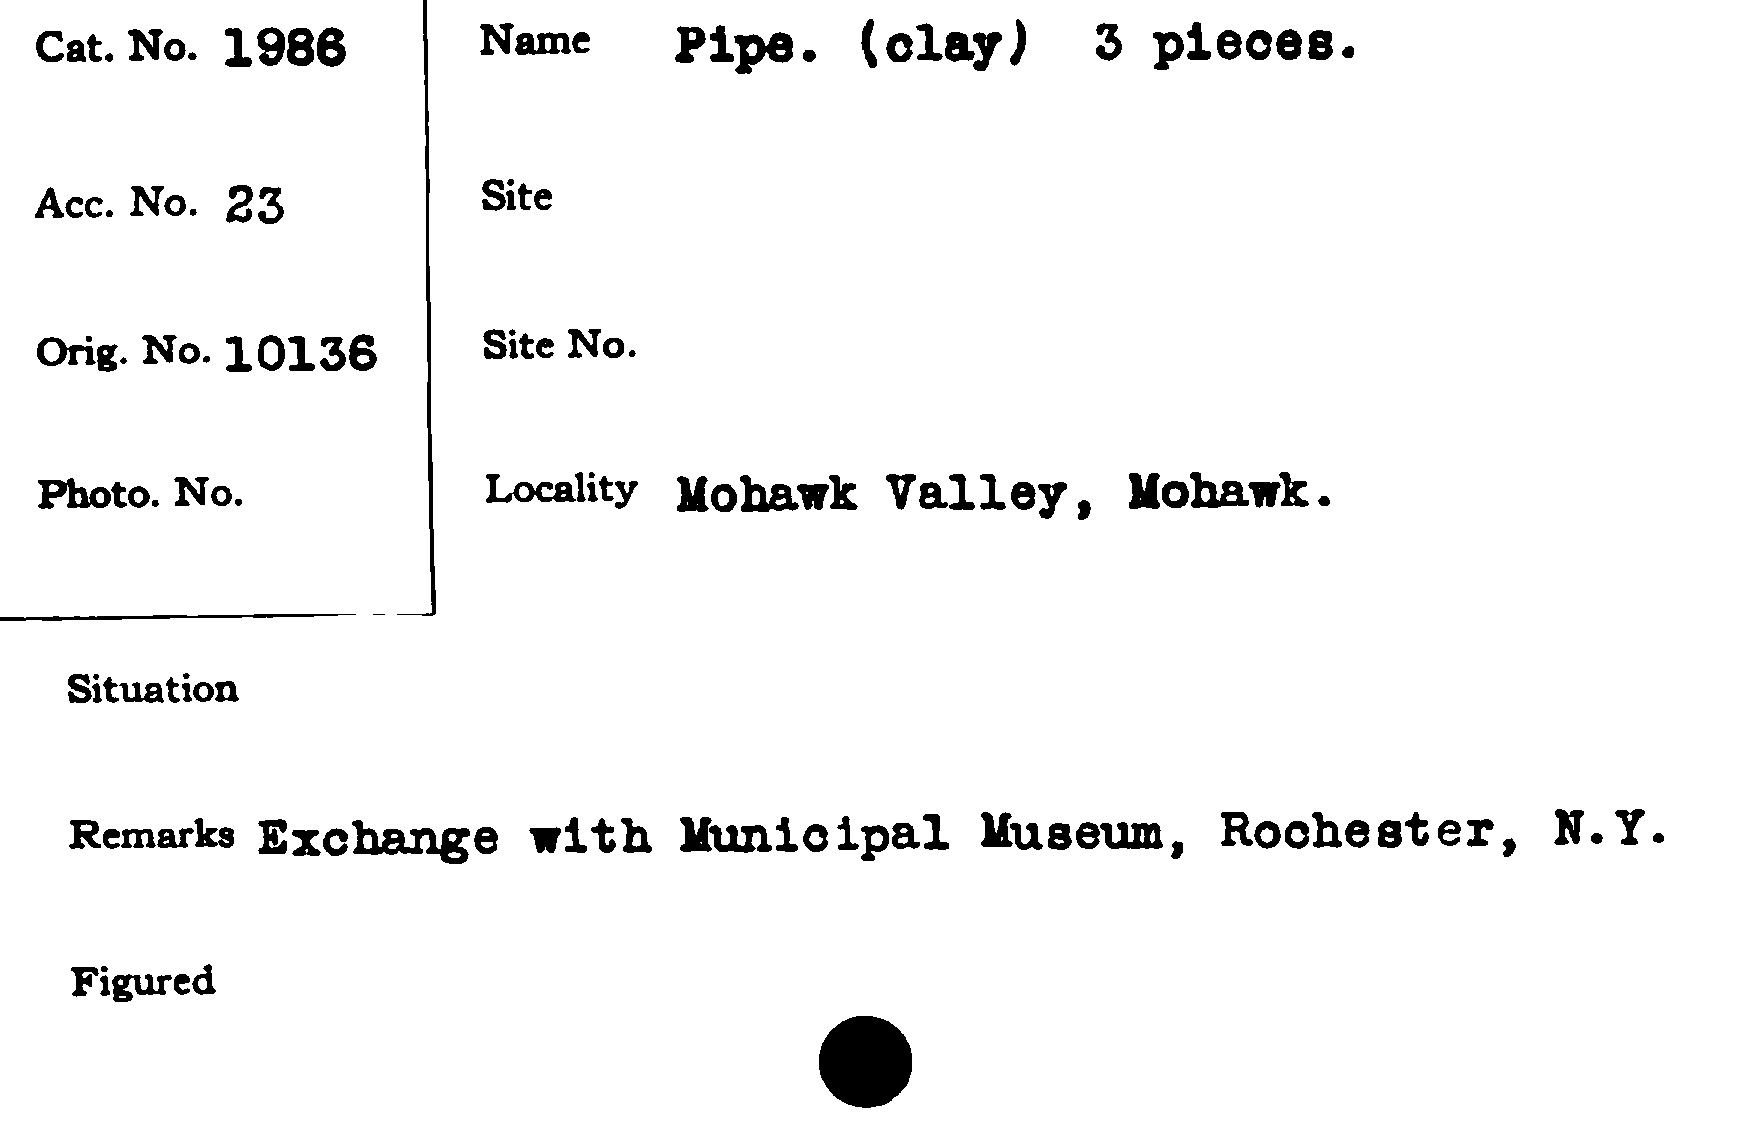 Cat. No. 1986
Name Pipe. (clay) 3 pieces.
Acc. No. 23
Site
Orig. No. 10136
Site No.
Photo. No.
Locality Mohawk Valley, Mohawk.
Situation
Remarks Exchange with Municipal Museum, Rochester, N.Y.
Figured